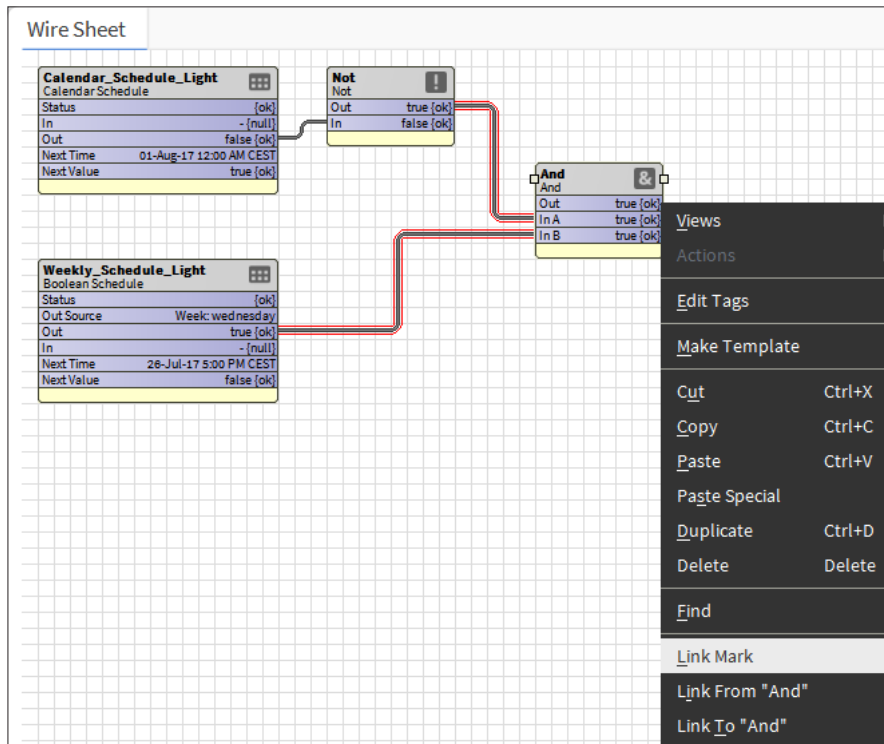 Wire Sheet
Calendar_Schedule_Light
Calendar Schedule
Status {ok}
In - {null}
Out false {ok}
Next Time 01-Aug-17 12:00 AM CEST
Next Value true {ok}
Not
Not
Out true {ok}
In false {ok}
And
And
&
Out true {ok}
In A true {ok}
In B true {ok}
Weekly_Schedule_Light
Boolean Schedule
Status {ok}
Out Source Week: wednesday
Out true {ok}
In - {null}
Next Time 26-Jul-17 5:00 PM CEST
Next Value false {ok}
Views
Actions
Edit Tags
Make Template
Cut Ctrl+X
Copy Ctrl+C
Paste Ctrl+V
Paste Special
Duplicate Ctrl+D
Delete Delete
Find
Link Mark
Link From "And"
Link To "And"